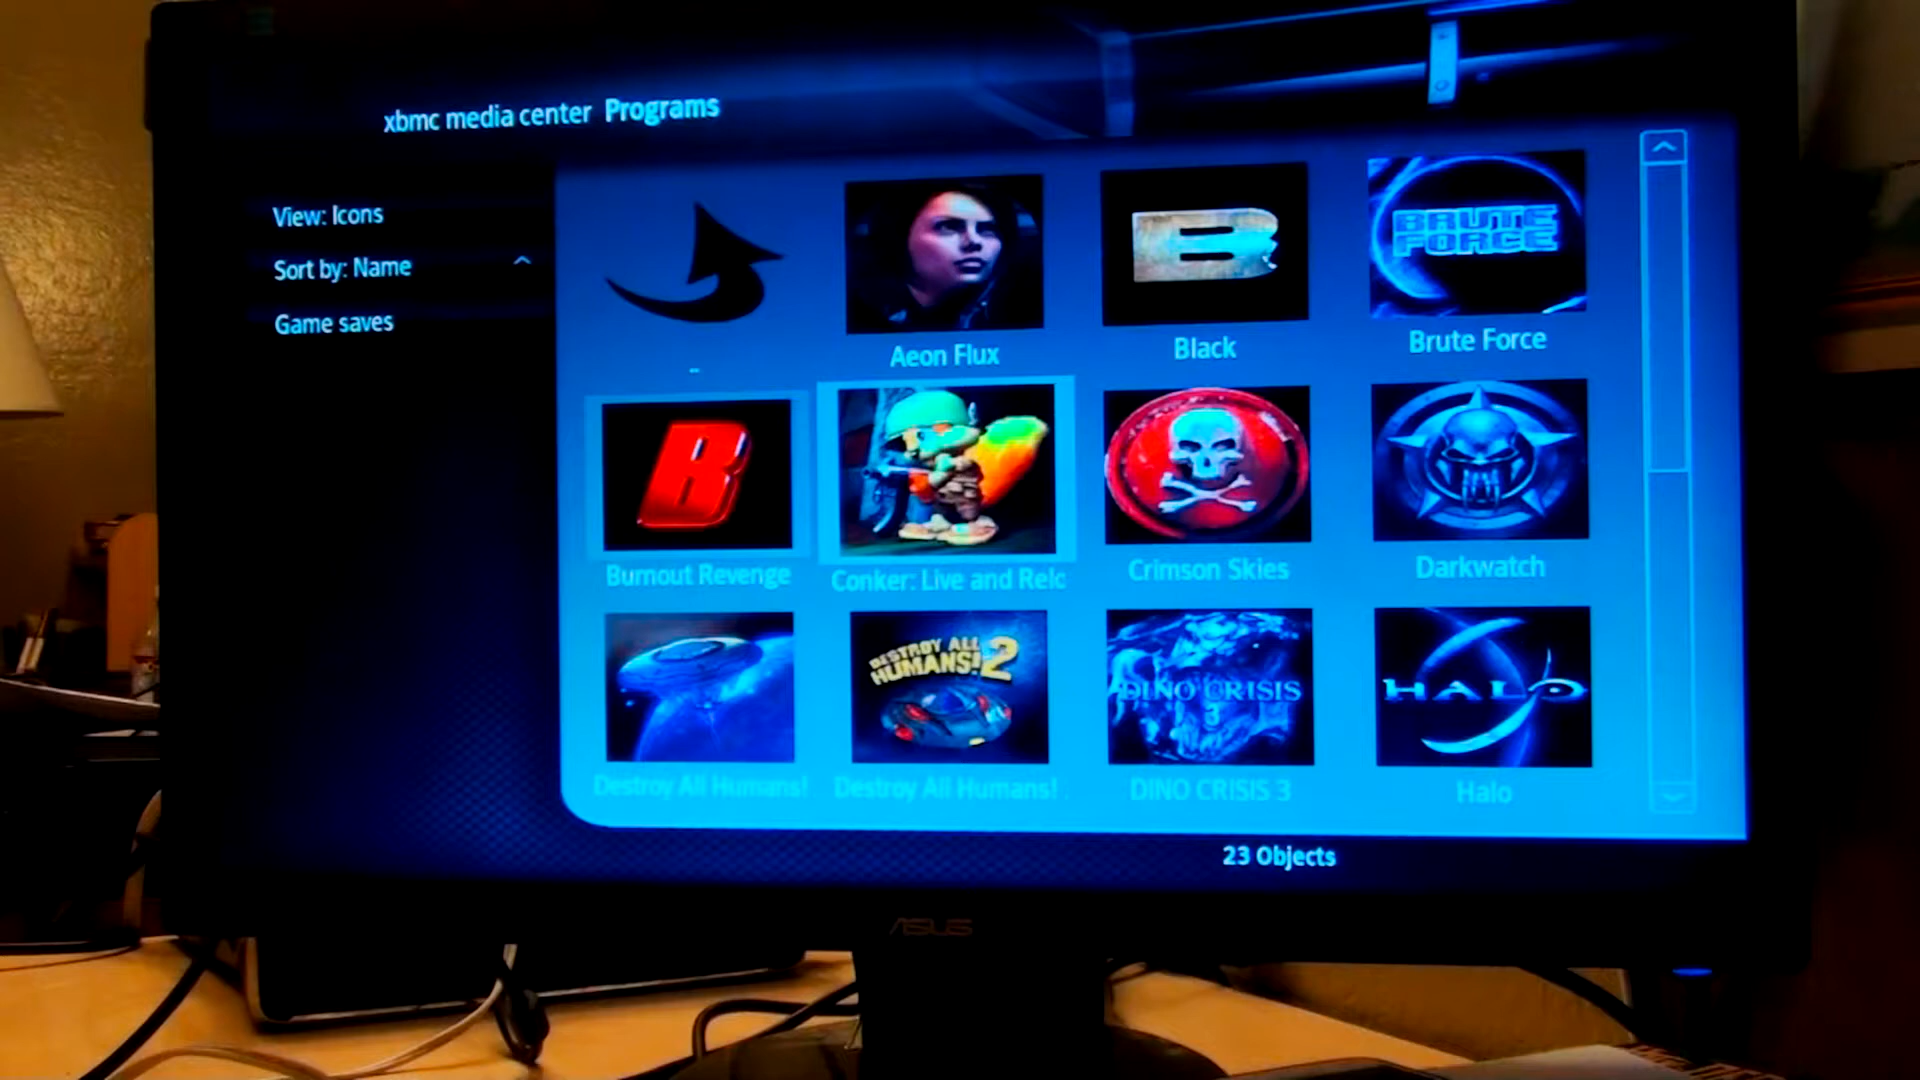 xbmc media center Programs
View: Icons
Sort by: Name
Game saves
..
Aeon Flux
B
Black
BRUTE FORCE
Brute Force
B
Burnout Revenge
Conker: Live and Relc
Crimson Skies
Darkwatch
Destroy All Humans!
DESTROY ALL
HUMANS! 2
Destroy All Humans!
DINO CRISIS
3
DINO CRISIS 3
HALO
Halo
23 Objects
ASUS